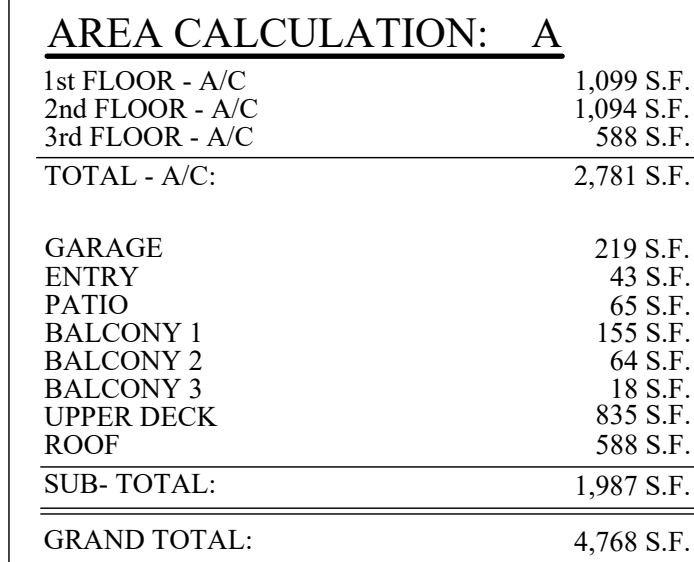 AREA CALCULATION: A
1st FLOOR - A/C 1,099 S.F.
2nd FLOOR - A/C 1,094 S.F.
3rd FLOOR - A/C 588 S.F.
TOTAL - A/C: 2,781 S.F.
GARAGE 219 S.F.
ENTRY 43 S.F.
PATIO 65 S.F.
BALCONY 1 155 S.F.
BALCONY 2 64 S.F.
BALCONY 3 18 S.F.
UPPER DECK 835 S.F.
ROOF 588 S.F.
SUB- TOTAL: 1,987 S.F.
GRAND TOTAL: 4,768 S.F.